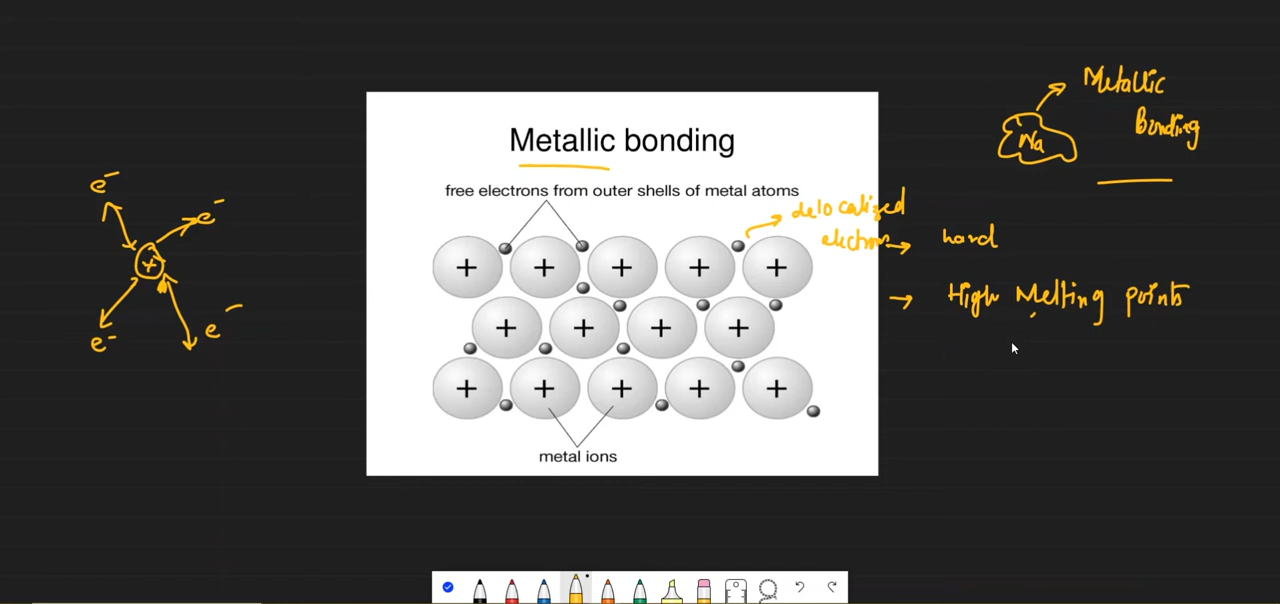 Metallic
Bonding
Na
Metallic bonding
free electrons from outer shells of metal atoms
delocalized
electrons
hard
High Melting points
e-
e-
+
e-
e-
+ + + + +
+ + + +
+ + + + +
metal ions